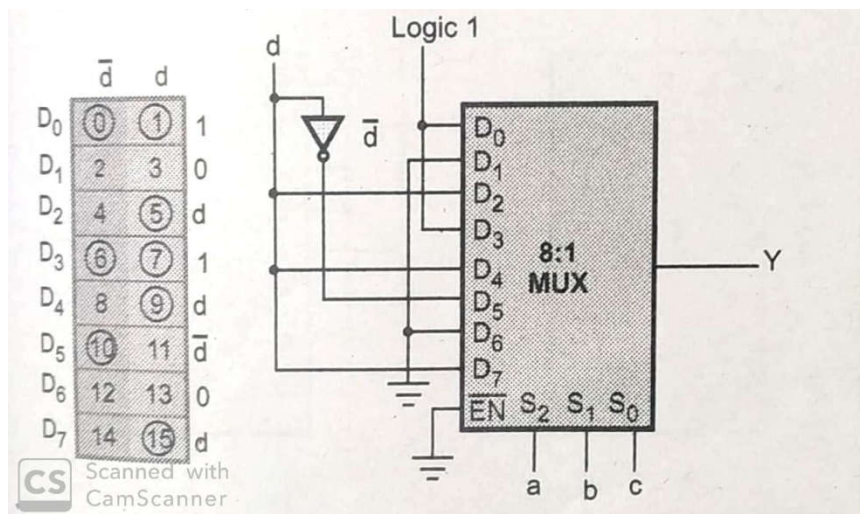 Logic 1
d
d̅ d
D₀ 0 1 1
D₁ 2 3 0
D₂ 4 5 d
D₃ 6 7 1
D₄ 8 9 d
D₅ 10 11 d̅
D₆ 12 13 0
D₇ 14 15 d
d̅
D₀
D₁
D₂
D₃
D₄
D₅
D₆
D₇
8:1
MUX
Y
E̅N̅ S₂ S₁ S₀
a b c
CS Scanned with
CamScanner